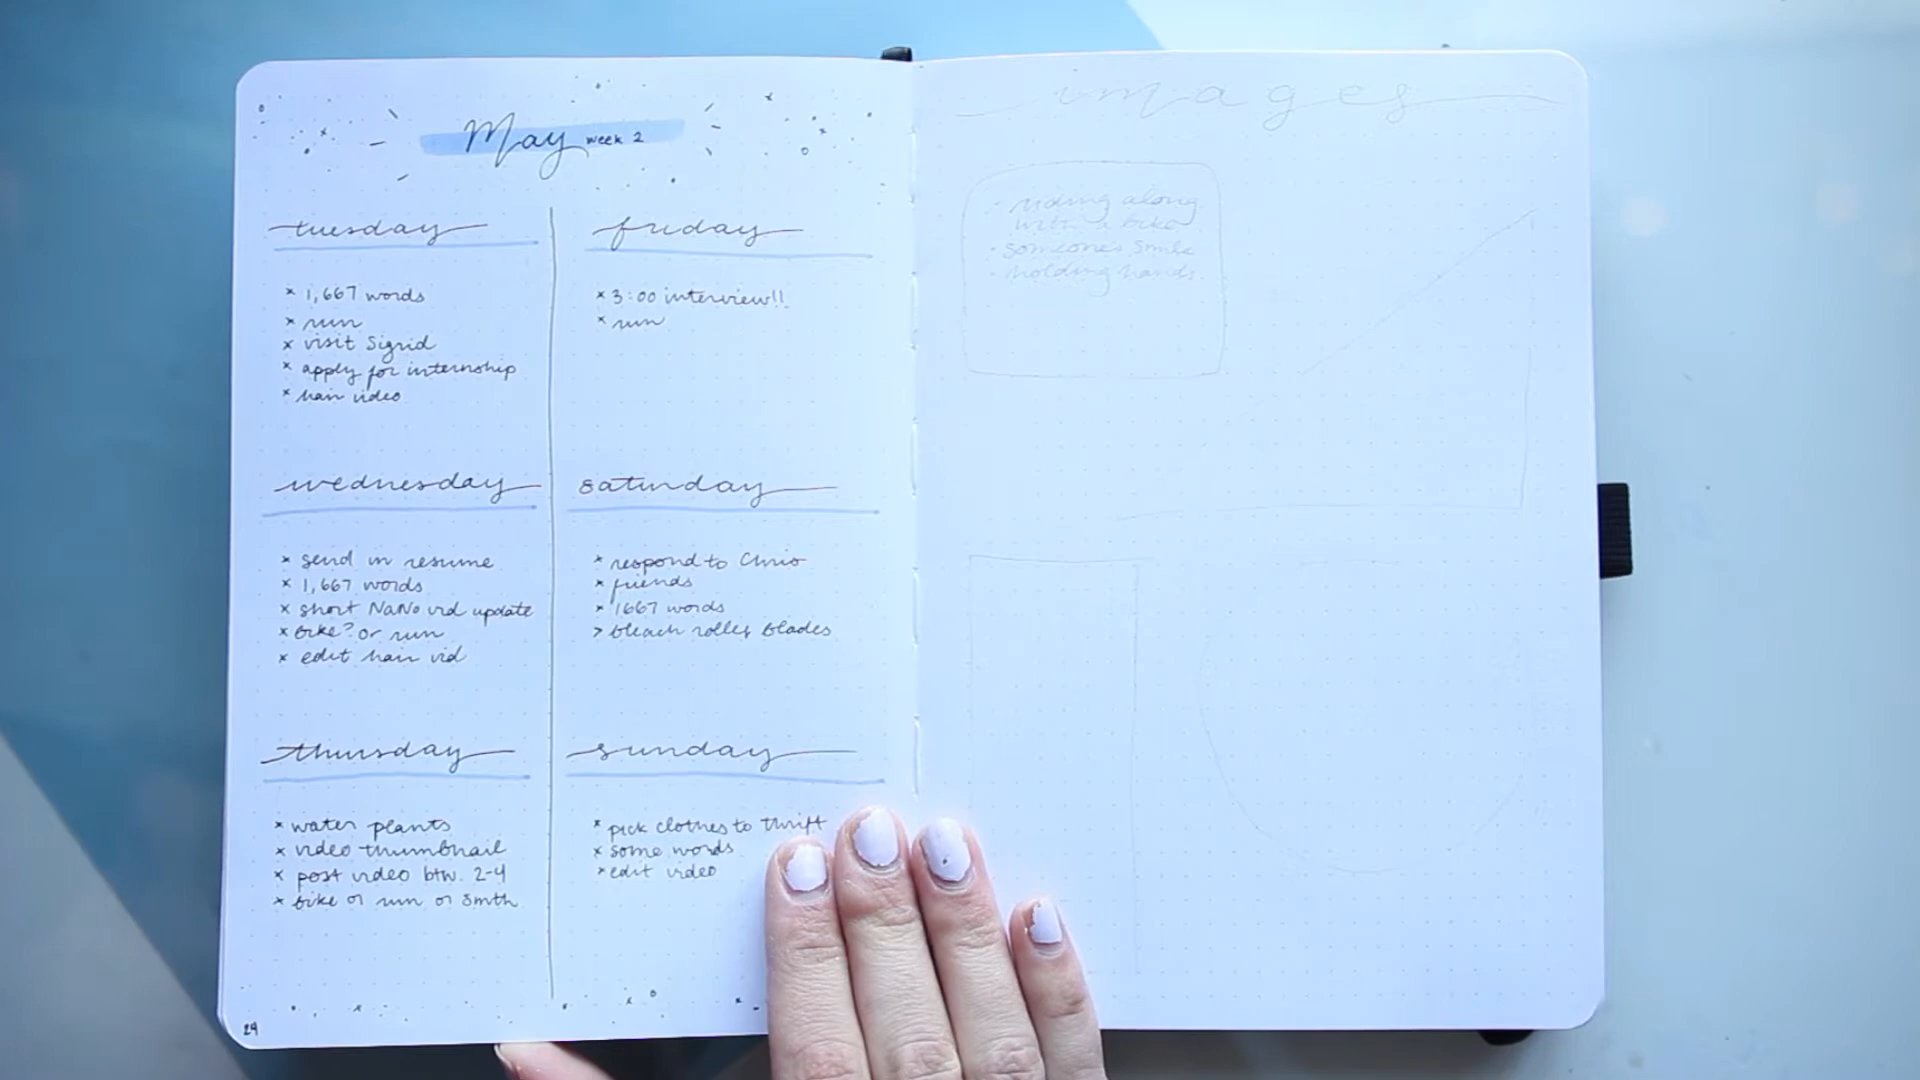 May week 2
tuesday
× 1,667 words
× run
× visit Sigrid
× apply for internship
× hair video
wednesday
× send in resume
× 1,667 words
× short NaNo vid update
× bike? or run
× edit hair vid
thursday
× water plants
× video thumbnail
× post video btw. 2-4
× bike or run or smth
friday
× 3:00 interview!!
× run
saturday
× respond to Chris
× friends
× 1667 words
> bleach roller blades
sunday
× pick clothes to thrift
× some words
× edit video
29
images
· riding along
with a bike
· someone's smile
· holding hands